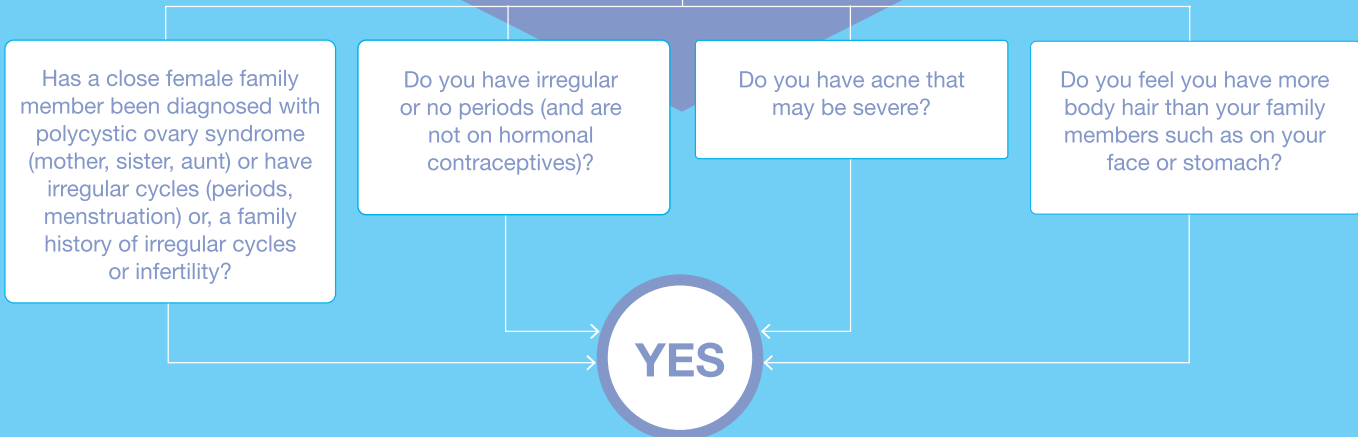 Has a close female family
member been diagnosed with
polycystic ovary syndrome
(mother, sister, aunt) or have
irregular cycles (periods,
menstruation) or, a family
history of irregular cycles
or infertility?
Do you have irregular
or no periods (and are
not on hormonal
contraceptives)?
Do you have acne that
may be severe?
Do you feel you have more
body hair than your family
members such as on your
face or stomach?
YES